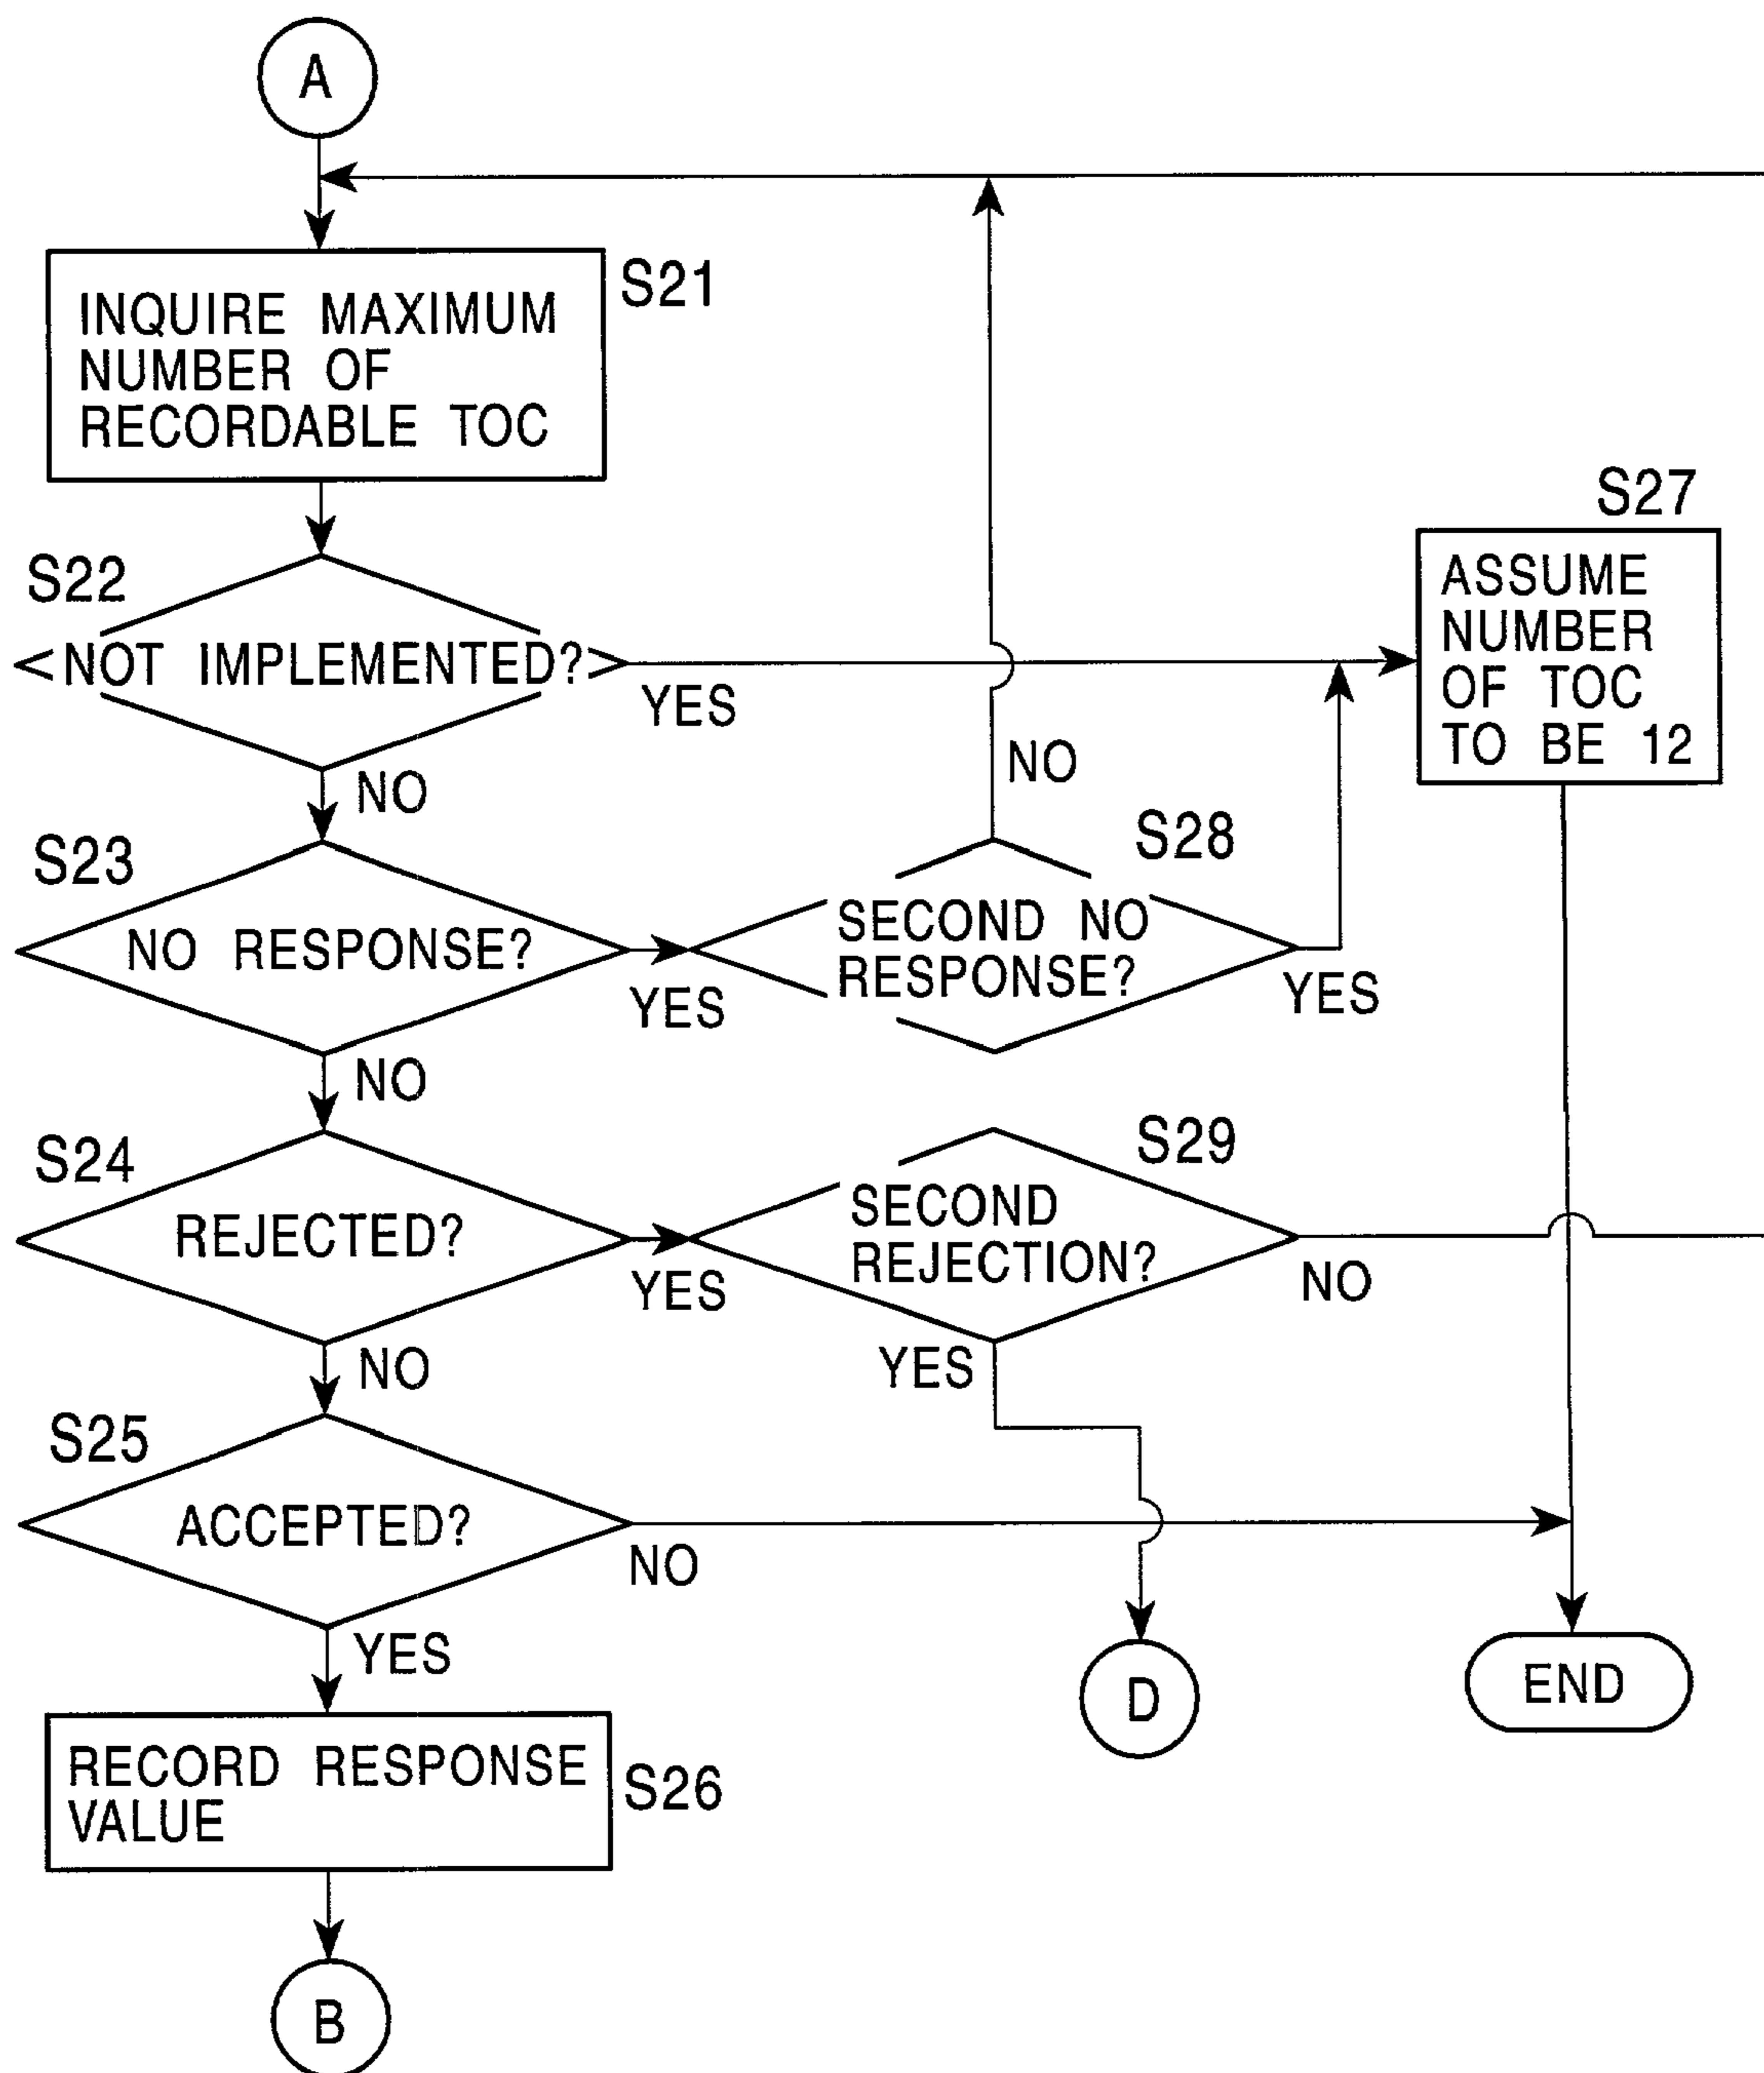 A
S21
INQUIRE MAXIMUM
NUMBER OF
RECORDABLE TOC
S22
NOT IMPLEMENTED?
YES
NO
S27
ASSUME
NUMBER
OF TOC
TO BE 12
S23
NO RESPONSE?
YES
NO
S28
SECOND NO
RESPONSE?
NO
YES
S24
REJECTED?
YES
NO
S29
SECOND
REJECTION?
NO
YES
S25
ACCEPTED?
NO
YES
D
END
RECORD RESPONSE
VALUE
S26
B